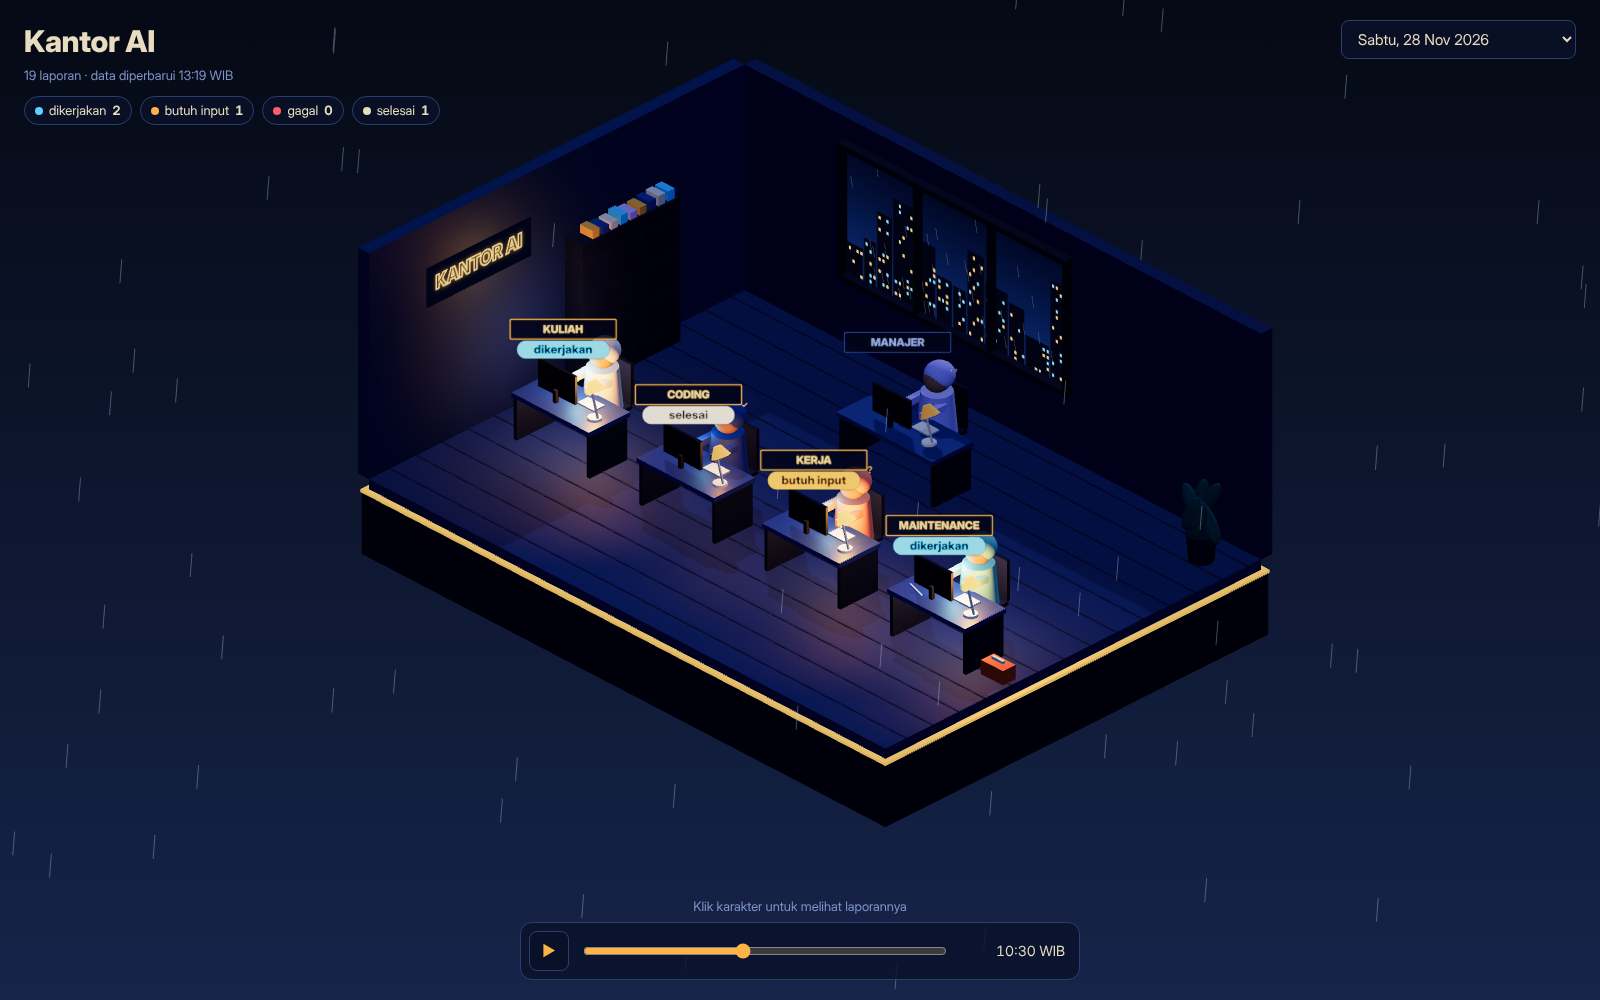 Kantor AI
Sabtu, 28 Nov 2026
19 laporan · data diperbarui 13:19 WIB
dikerjakan 2
butuh input 1
gagal 0
selesai 1
KANTOR AI
KULIAH
dikerjakan
MANAJER
CODING
selesai
KERJA
butuh input
?
MAINTENANCE
dikerjakan
Klik karakter untuk melihat laporannya
10:30 WIB